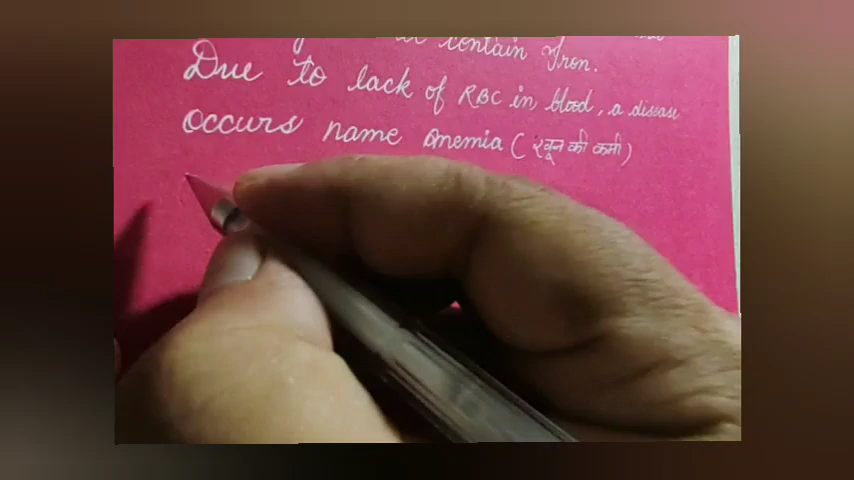 contain Iron.
Due to lack of RBC in blood, a disease
Occurs name Anemia ( खून की कमी )